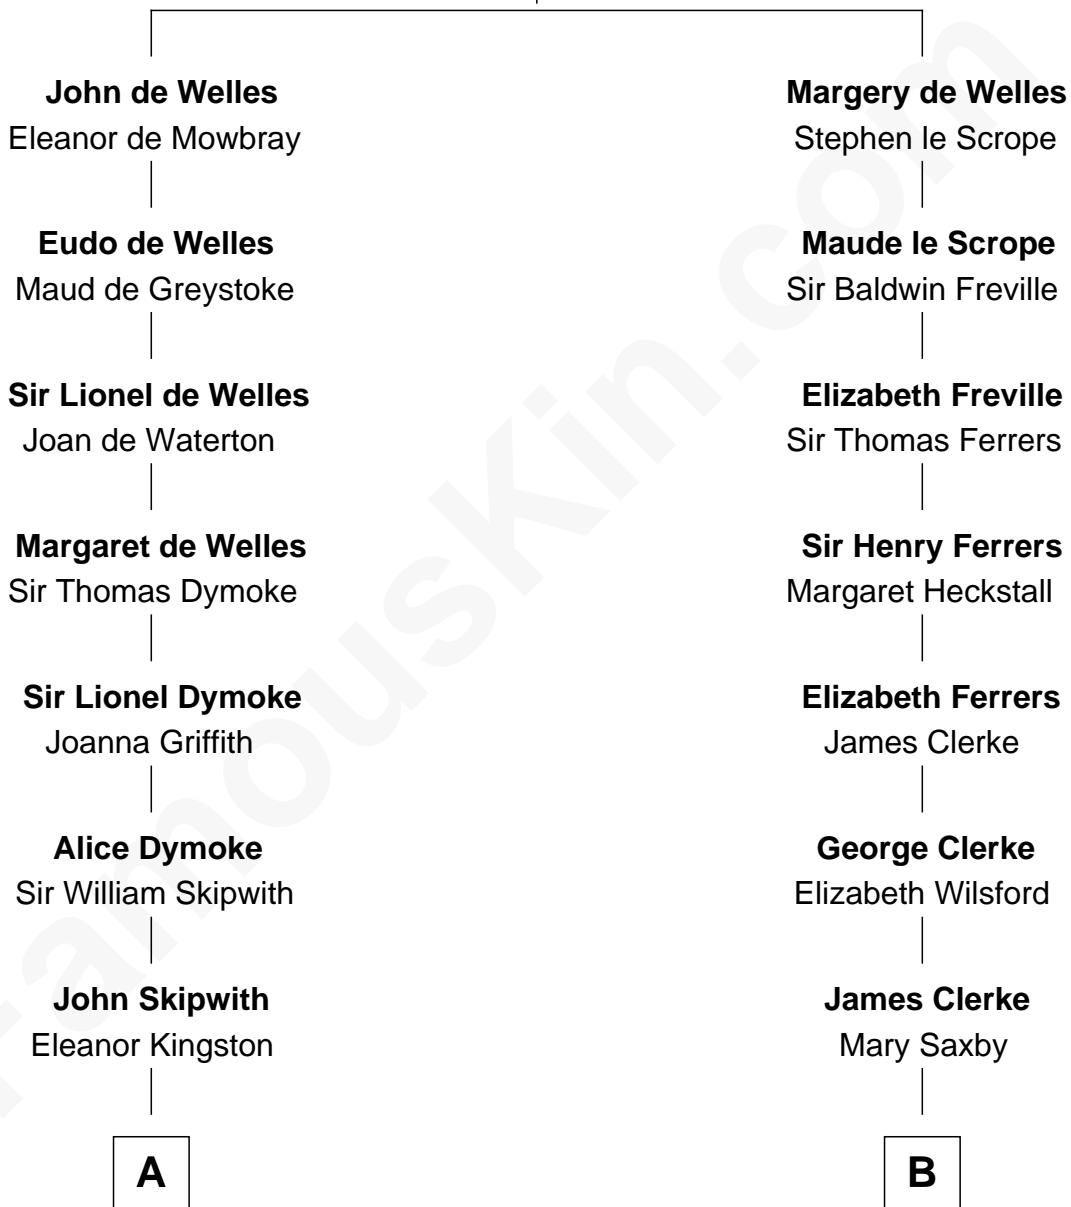 John de Welles
Eleanor de Mowbray
Eudo de Welles
Maud de Greystoke
Sir Lionel de Welles
Joan de Waterton
Margaret de Welles
Sir Thomas Dymoke
Sir Lionel Dymoke
Joanna Griffith
Alice Dymoke
Sir William Skipwith
John Skipwith
Eleanor Kingston
A
Margery de Welles
Stephen le Scrope
Maude le Scrope
Sir Baldwin Freville
Elizabeth Freville
Sir Thomas Ferrers
Sir Henry Ferrers
Margaret Heckstall
Elizabeth Ferrers
James Clerke
George Clerke
Elizabeth Wilsford
James Clerke
Mary Saxby
B
FamousKin.com